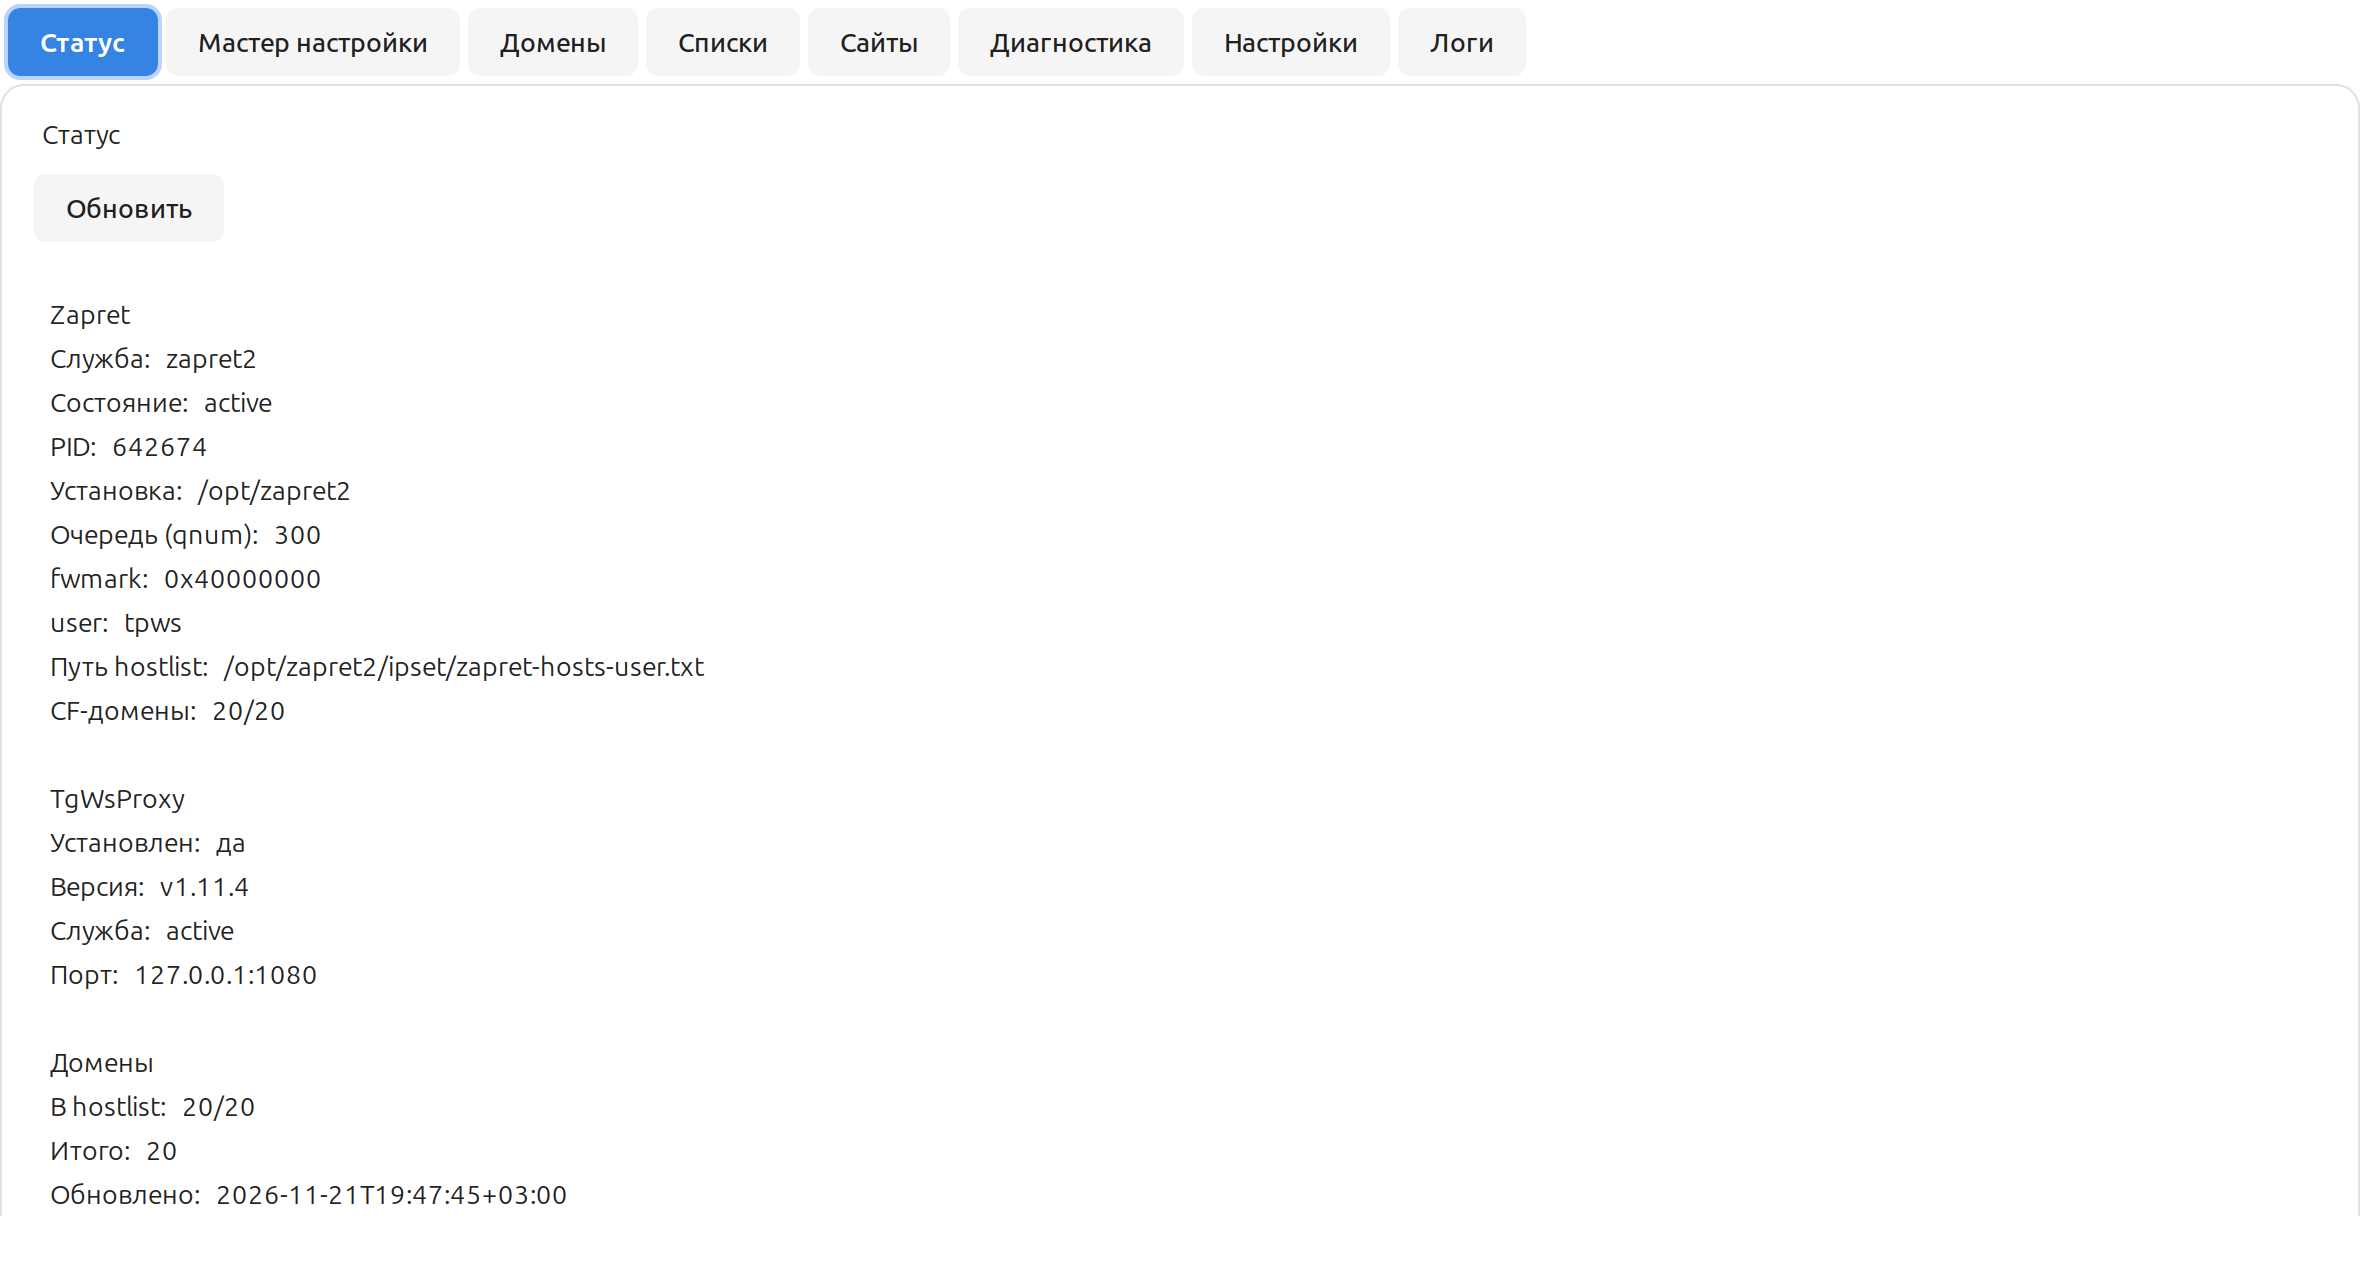 Статус Мастер настройки Домены Списки Сайты Диагностика Настройки Логи
Статус
Обновить
Zapret
Служба: zapret2
Состояние: active
PID: 642674
Установка: /opt/zapret2
Очередь (qnum): 300
fwmark: 0x40000000
user: tpws
Путь hostlist: /opt/zapret2/ipset/zapret-hosts-user.txt
CF-домены: 20/20
TgWsProxy
Установлен: да
Версия: v1.11.4
Служба: active
Порт: 127.0.0.1:1080
Домены
В hostlist: 20/20
Итого: 20
Обновлено: 2026-11-21T19:47:45+03:00